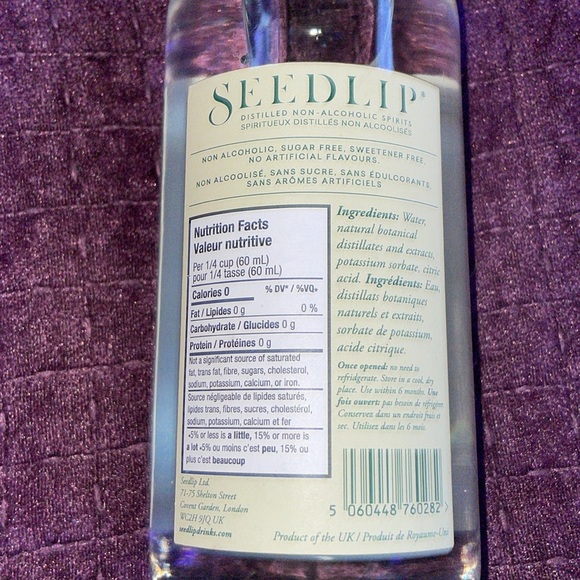 SEEDLIP®
DISTILLED NON-ALCOHOLIC SPIRITS
SPIRITUEUX DISTILLÉS NON ALCOOLISÉS
NON ALCOHOLIC, SUGAR FREE, SWEETENER FREE,
NO ARTIFICIAL FLAVOURS.
NON ALCOOLISÉ, SANS SUCRE, SANS ÉDULCORANTS,
SANS ARÔMES ARTIFICIELS
Nutrition Facts
Valeur nutritive
Per 1/4 cup (60 mL)
pour 1/4 tasse (60 mL)
Calories 0 % DV* / %VQ*
Fat / Lipides 0 g 0 %
Carbohydrate / Glucides 0 g
Protein / Protéines 0 g
Not a significant source of saturated
fat, trans fat, fibre, sugars, cholesterol,
sodium, potassium, calcium, or iron.
Source négligeable de lipides saturés,
lipides trans, fibres, sucres, cholestérol,
sodium, potassium, calcium et fer
*5% or less is a little, 15% or more is
a lot *5% ou moins c'est peu, 15% ou
plus c'est beaucoup
Seedlip Ltd.
71-75 Shelton Street
Covent Garden, London
WC2H 9JQ UK
seedlipdrinks.com
Ingredients: Water,
natural botanical
distillates and extracts,
potassium sorbate, citric
acid. Ingrédients: Eau,
distillats botaniques
naturels et extraits,
sorbate de potassium,
acide citrique.
Once opened: no need to
refridgerate. Store in a cool, dry
place. Use within 6 months. Une
fois ouvert: pas besoin de réfrigérer.
Conservez dans un endroit frais et
sec. Utilisez dans les 6 mois.
5 060448 760282 >
Product of the UK / Produit de Royaume-Uni